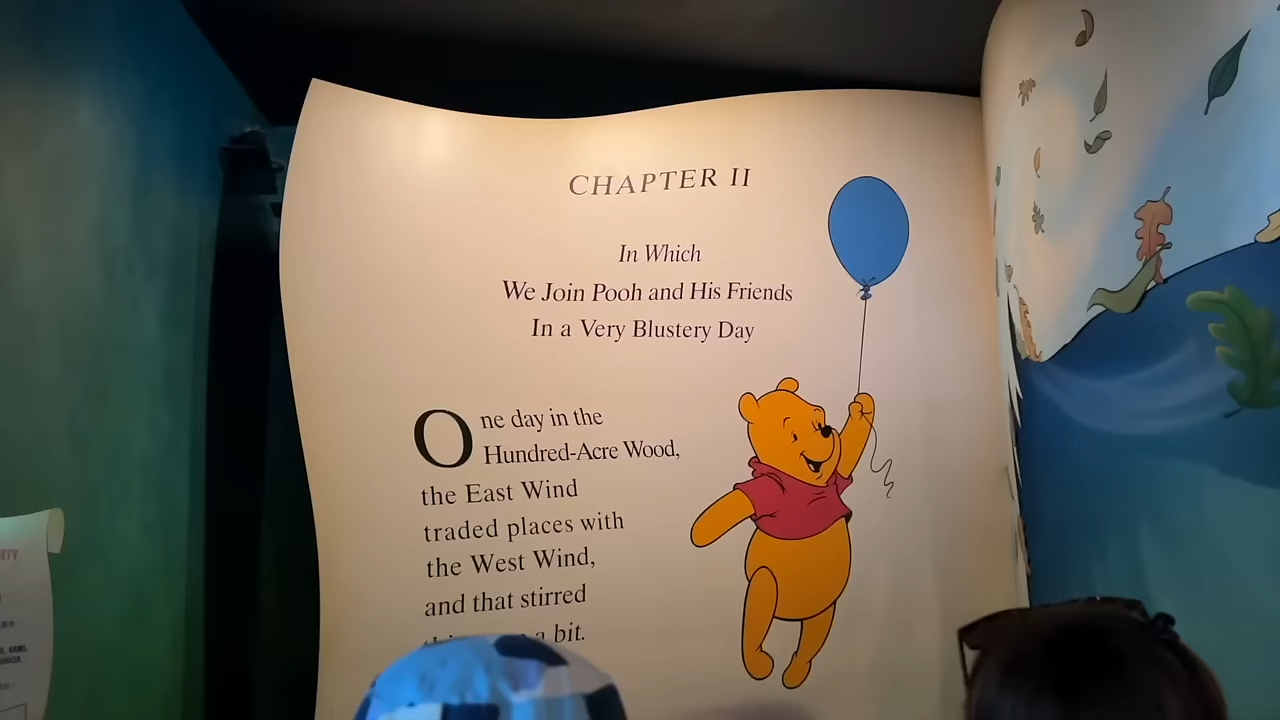 CHAPTER II
In Which
We Join Pooh and His Friends
In a Very Blustery Day
One day in the
Hundred-Acre Wood,
the East Wind
traded places with
the West Wind,
and that stirred
a bit.